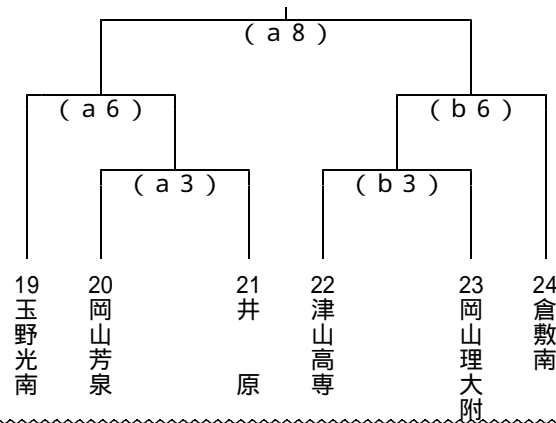 (a8)
(a6)
(b6)
(a3)
(b3)
19
玉野光南
20
岡山芳泉
21
井 原
22
津山高専
23
岡山理大附
24
倉敷南